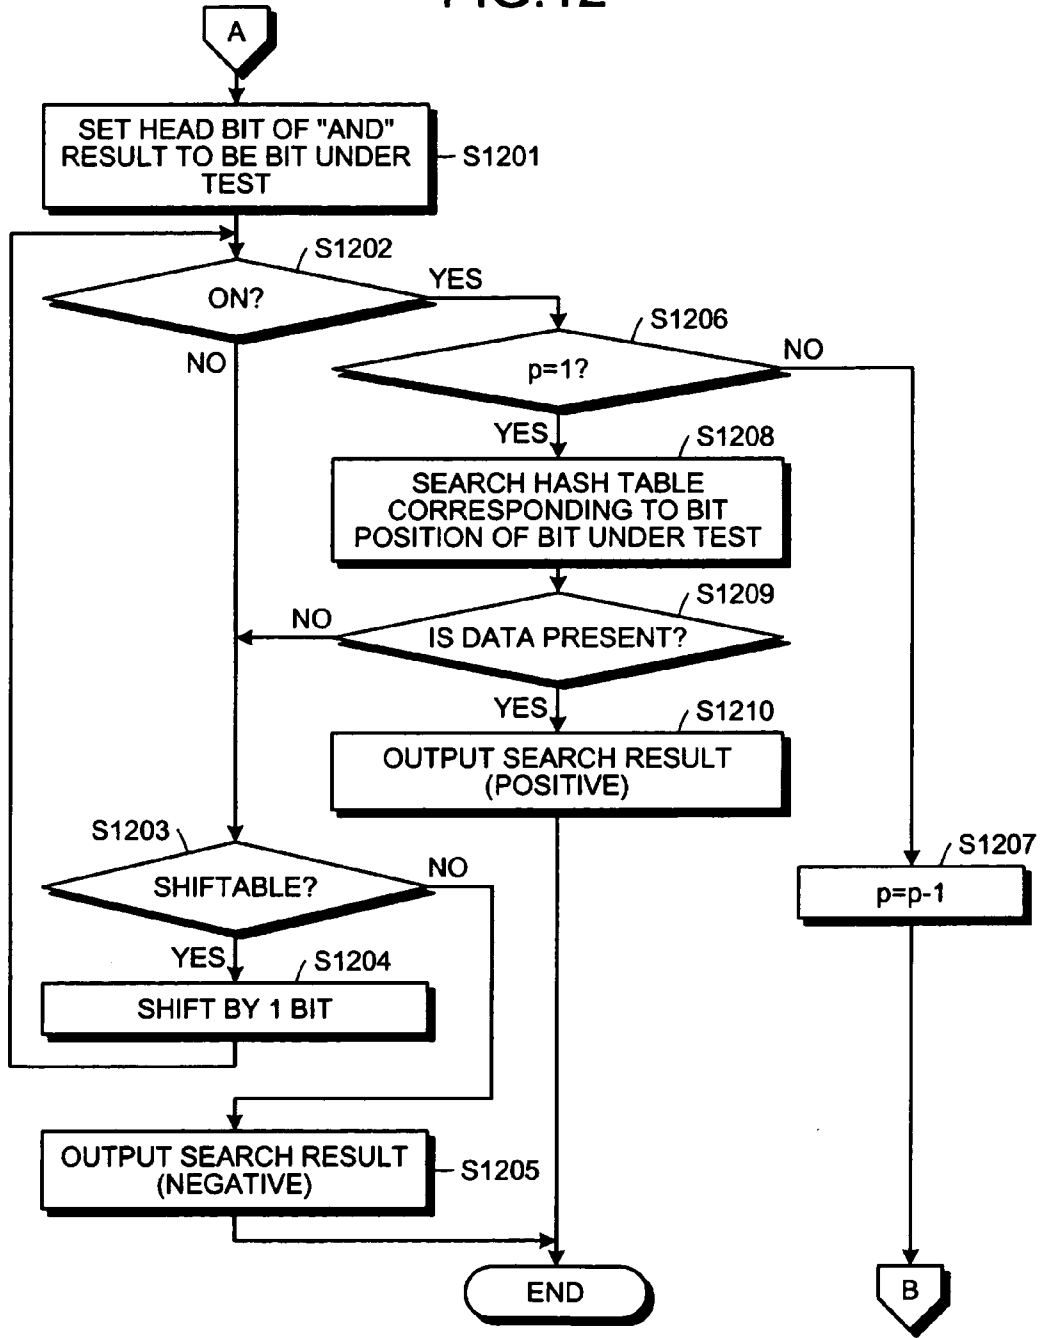 FIG.12
A
SET HEAD BIT OF "AND"
RESULT TO BE BIT UNDER
TEST
S1201
S1202
ON?
YES
NO
S1206
p=1?
NO
YES
S1208
SEARCH HASH TABLE
CORRESPONDING TO BIT
POSITION OF BIT UNDER TEST
S1209
IS DATA PRESENT?
NO
YES
S1210
OUTPUT SEARCH RESULT
(POSITIVE)
S1203
SHIFTABLE?
NO
YES
S1207
p=p-1
S1204
SHIFT BY 1 BIT
OUTPUT SEARCH RESULT
(NEGATIVE)
S1205
END
B